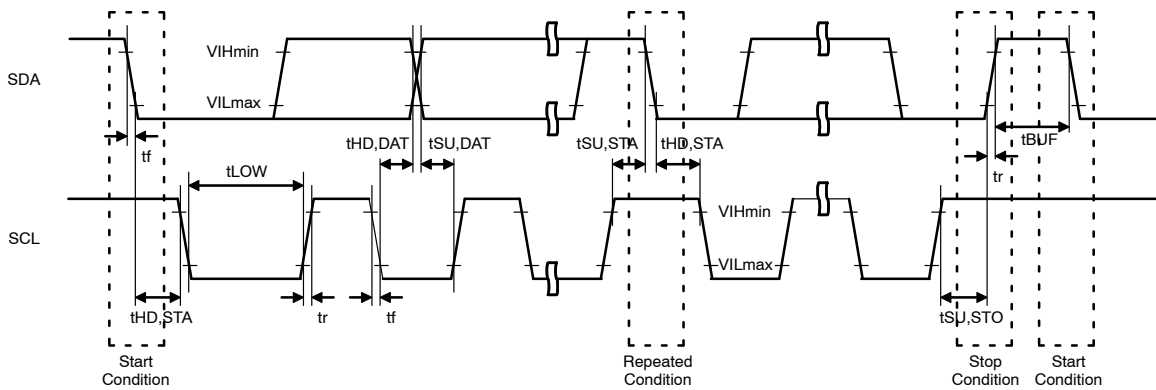 SDA
VIHmin
VILmax
tf
tHD,DAT
tSU,DAT
tSU,STA
tHD,STA
tBUF
tr
tLOW
SCL
VIHmin
VILmax
tHD,STA
tr
tf
tSU,STO
Start
Condition
Repeated
Condition
Stop
Condition
Start
Condition